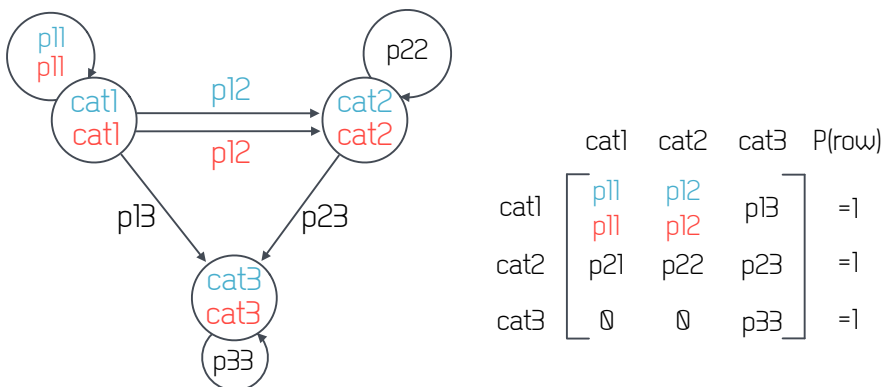 p11
p11
p22
cat1
cat1
p12
p12
cat2
cat2
p13
p23
cat3
cat3
p33
cat1 cat2 cat3 P(row)
cat1 p11 p12 p13 =1
p11 p12
cat2 p21 p22 p23 =1
cat3 0 0 p33 =1